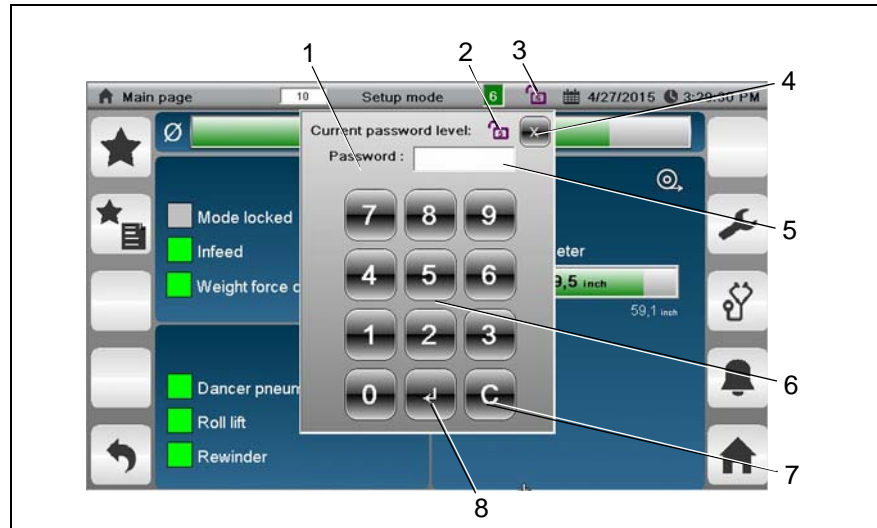 1 2 3 4
Main page 10 Setup mode 6 4/27/2015 3:29:30 PM
Current password level: x
Password :
5
7 8 9
Mode locked
Infeed eter
4 5 6
Weight force 9,5 inch
59,1 inch
1 2 3
6
Dancer pneum
0 C
Roll lift
Rewinder
7
8